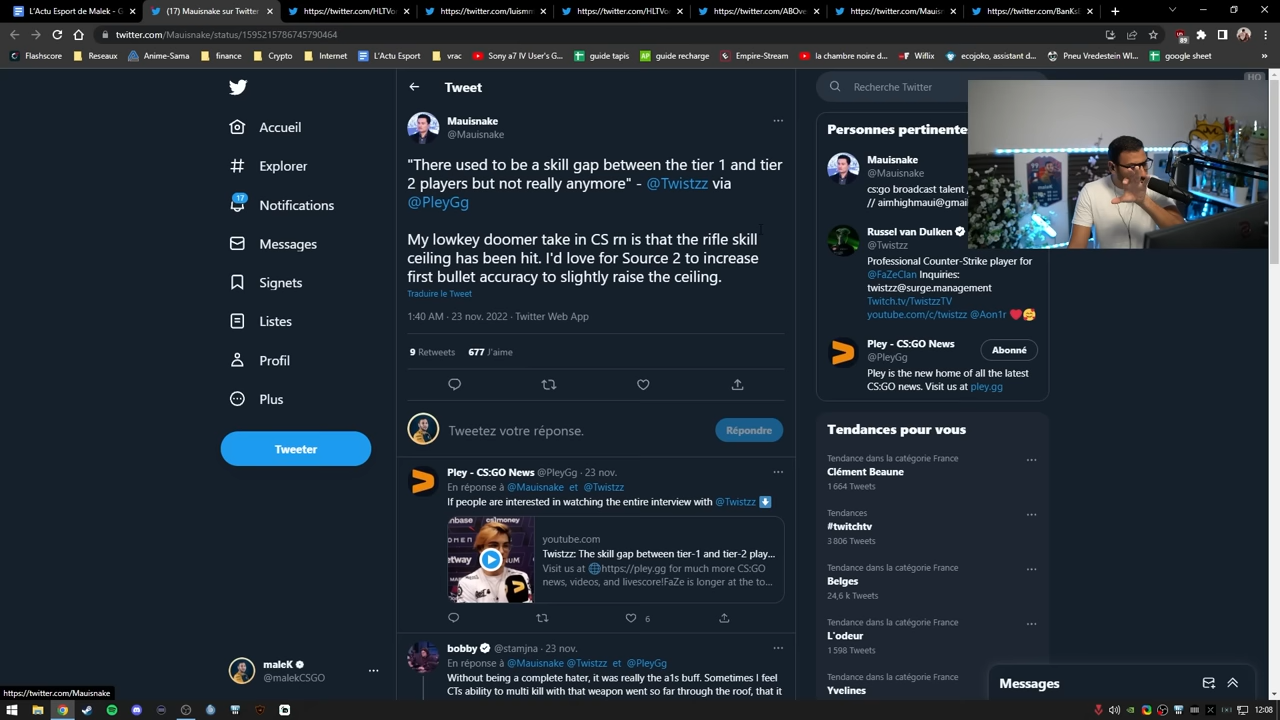 L'Actu Esport de Malek - G
(17) Mauisnake sur Twitter
https://twitter.com/HLTVo
https://twitter.com/luismm
https://twitter.com/HLTVo
https://twitter.com/ABOve
https://twitter.com/Mauisn
https://twitter.com/BanKsE
twitter.com/Mauisnake/status/1595215786745790464
Flashscore
Reseaux
Anime-Sama
finance
Crypto
Internet
L'Actu Esport
vrac
Sony a7 IV User's G...
guide tapis
guide recharge
Empire-Stream
la chambre noire d...
Wiflix
ecojoko, assistant d...
Pneu Vredestein Wi...
google sheet
Accueil
Explorer
17
Notifications
Messages
Signets
Listes
Profil
Plus
Tweeter
maleK
@malekCSGO
https://twitter.com/Mauisnake
Tweet
Mauisnake
@Mauisnake
"There used to be a skill gap between the tier 1 and tier
2 players but not really anymore" - @Twistzz via
@PleyGg
My lowkey doomer take in CS rn is that the rifle skill
ceiling has been hit. I'd love for Source 2 to increase
first bullet accuracy to slightly raise the ceiling.
Traduire le Tweet
1:40 AM · 23 nov. 2022 · Twitter Web App
9 Retweets 677 J'aime
Tweetez votre réponse.
Répondre
Pley - CS:GO News @PleyGg · 23 nov.
En réponse à @Mauisnake et @Twistzz
If people are interested in watching the entire interview with @Twistzz
youtube.com
Twistzz: The skill gap between tier-1 and tier-2 play...
Visit us at https://pley.gg for much more CS:GO
news, videos, and livescore!FaZe is longer at the to...
6
bobby @stamjna · 23 nov.
En réponse à @Mauisnake @Twistzz et @PleyGg
Without being a complete hater, it was really the a1s buff. Sometimes I feel
CTs ability to multi kill with that weapon went so far through the roof, that it
Recherche Twitter
Personnes pertinente
Mauisnake
@Mauisnake
cs:go broadcast talent
// aimhighmaui@gmai
Russel van Dulken
@Twistzz
Professional Counter-Strike player for
@FaZeClan Inquiries:
twistzz@surge.management
Twitch.tv/TwistzzTV
youtube.com/c/twistzz @Aon1r
Pley - CS:GO News
@PleyGg
Abonné
Pley is the new home of all the latest
CS:GO news. Visit us at pley.gg
Tendances pour vous
Tendance dans la catégorie France
Clément Beaune
1 664 Tweets
Tendances
#twitchtv
3 806 Tweets
Tendance dans la catégorie France
Belges
24,6 k Tweets
Tendance dans la catégorie France
L'odeur
1 598 Tweets
Tendance dans la catégorie France
Yvelines
Messages
12:08